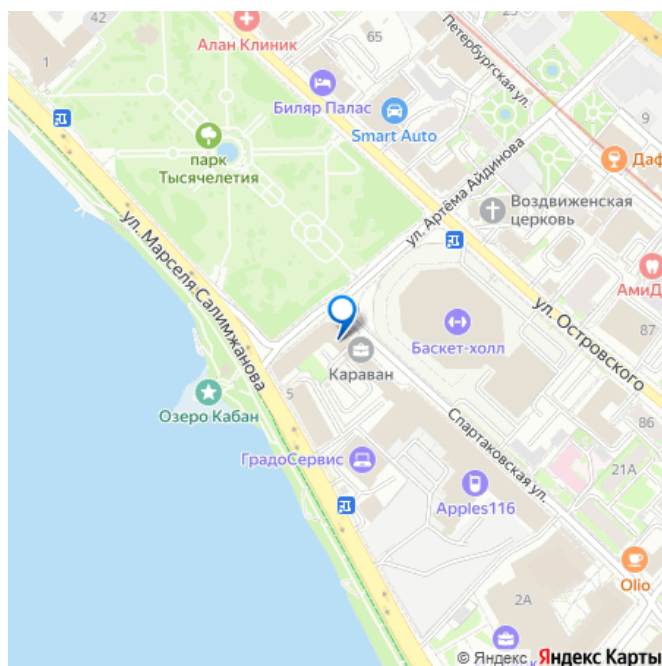 42
Алан Клиник
65
23
Петербургская ул.
1
Биляр Палас
Smart Auto
9
парк
Тысячелетия
ул. Артёма Айдинова
Даф
Воздвиженская
церковь
ул. Марселя Салимжанова
АмиД
ул. Островского
87
Баскет-холл
Караван
5
Озеро Кабан
86
Спартаковская ул.
ГрадоСервис
21А
Apples116
Olio
2А
© Яндекс Яндекс Карты